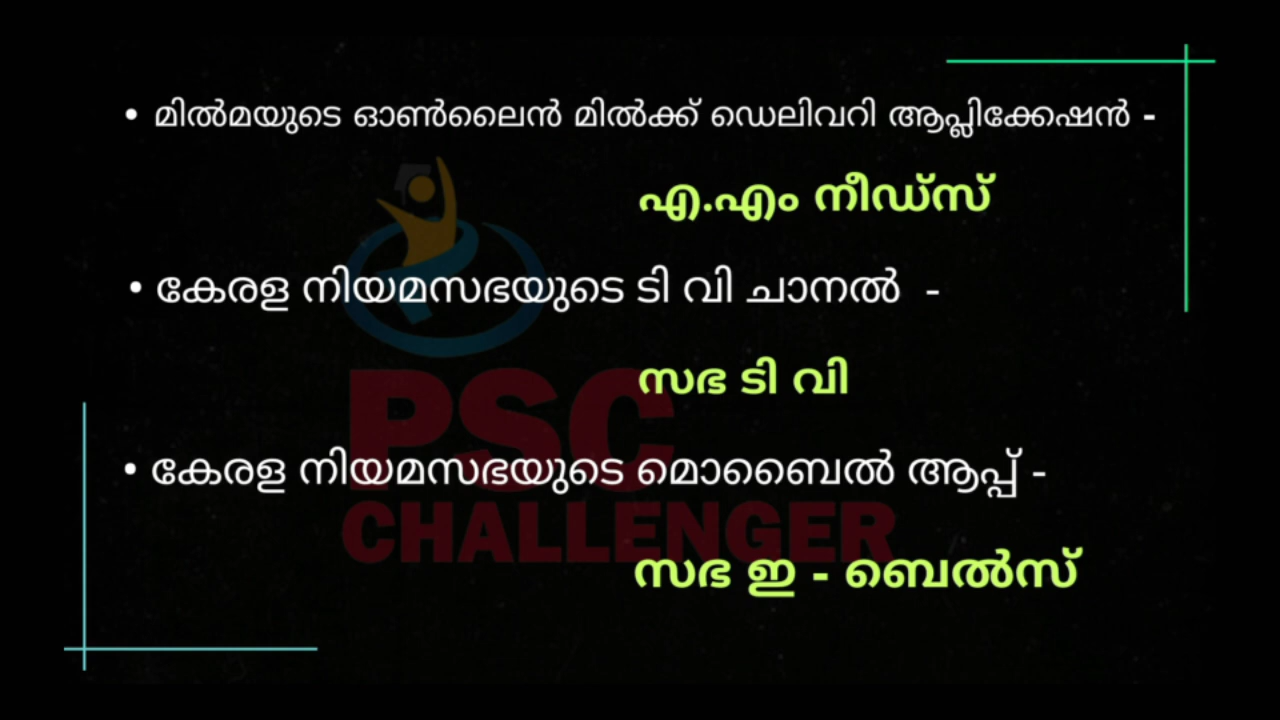 • മിൽമയുടെ ഓൺലൈൻ മിൽക്ക് ഡെലിവറി ആപ്ലിക്കേഷൻ -
എ.എം നീഡ്സ്
• കേരള നിയമസഭയുടെ ടി വി ചാനൽ -
സഭ ടി വി
PSC
• കേരള നിയമസഭയുടെ മൊബൈൽ ആപ്പ് -
CHALLENGER
സഭ ഇ - ബെൽസ്